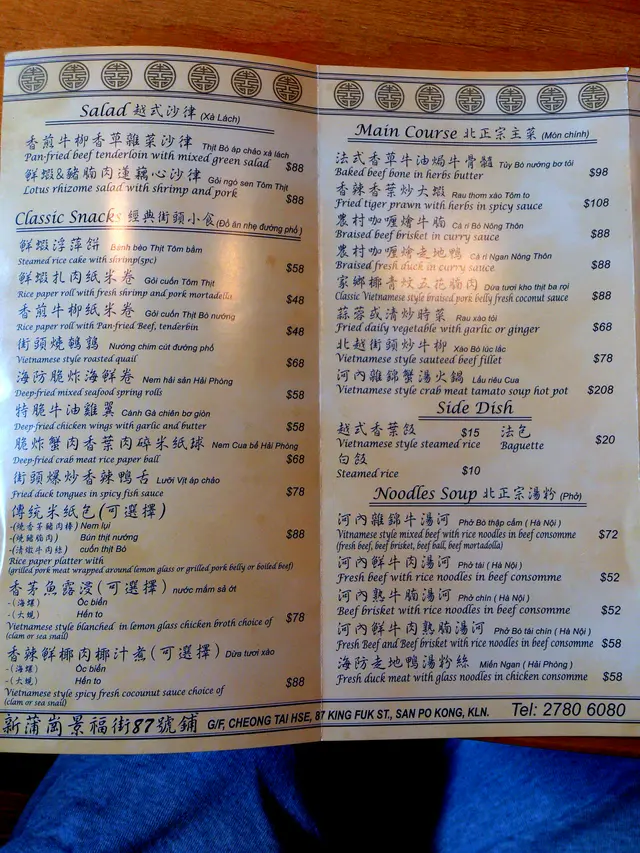 Salad 越式沙律 (Xà Lách)
香煎牛柳香草雜菜沙律 Thịt Bò áp chảo xà lách
Pan-fried beef tenderloin with mixed green salad $88
鮮蝦&豬腩肉蓮藕心沙律 Gỏi ngó sen Tôm Thịt
Lotus rhizome salad with shrimp and pork $88
Classic Snacks 經典街頭小食 (Đồ ăn nhẹ đường phố)
鮮蝦浮萍餅 Bánh bèo Thịt Tôm bằm
Steamed rice cake with shrimp(5pc) $58
鮮蝦扎肉紙米卷 Gỏi cuốn Tôm Thịt
Rice paper roll with fresh shrimp and pork mortadella $48
香煎牛柳紙米卷 Gỏi cuốn Thịt Bò nướng
Rice paper roll with Pan-fried Beef, tenderbin $48
街頭燒鵪鶉 Nướng chim cút đường phố
Vietnamese style roasted quail $68
海防脆炸海鮮卷 Nem hải sản Hải Phòng
Deep-fried mixed seafood spring rolls $58
特脆牛油雞翼 Cánh Gà chiên bơ giòn
Deep-fried chicken wings with garlic and butter $58
脆炸蟹肉香葉肉碎米紙球 Nem Cua bể Hải Phòng
Deep-fried crab meat rice paper ball $68
街頭爆炒香辣鴨舌 Lưỡi Vịt áp chảo
Fried duck tongues in spicy fish sauce $78
傳統米紙包(可選擇)
-(燒香茅豬肉棒) Nem lụi
-(燒豬腩肉) Bún thịt nướng
-(清燉牛肉絲) cuốn thịt Bò $88
Rice paper platter with
(grilled pork meat wrapped around lemon glass or grilled pork belly or boiled beef)
香茅魚露浸(可選擇) nước mắm sả ớt
-(海螺) Ốc biển
-(大蜆) Hến to $78
Vietnamese style blanched in lemon glass chicken broth choice of
(clam or sea snail)
香辣鮮椰肉椰汁煮(可選擇) Dừa tươi xào
-(海螺) Ốc biển
-(大蜆) Hến to
Vietnamese style spicy fresh cocounut sauce choice of $88
(clam or sea snail)
Main Course 北正宗主菜 (Món chính)
法式香草牛油焗牛骨髓 Tủy Bò nướng bơ tỏi
Baked beef bone in herbs butter $98
香辣香葉炒大蝦 Rau thơm xào Tôm to
Fried tiger prawn with herbs in spicy sauce $108
農村咖喱燴牛腩 Cà ri Bò Nông Thôn
Braised beef brisket in curry sauce $88
農村咖喱燴走地鴨 Cà ri Ngan Nông Thôn
Braised fresh duck in curry sauce $88
家鄉椰青炆五花腩肉 Dừa tươi kho thịt ba rọi
Classic Vietnamese style braised pork belly fresh coconut sauce $88
蒜蓉或清炒時菜 Rau xào tỏi
Fried daily vegetable with garlic or ginger $68
北越街頭炒牛柳 Xào Bò lúc lắc
Vietnamese style sauteed beef fillet $78
河內雜錦蟹湯火鍋 Lẩu riêu Cua
Vietnamese style crab meat tamato soup hot pot $208
Side Dish
越式香葉飯 $15 法包
Vietnamese style steamed rice Baguette $20
白飯
Steamed rice $10
Noodles Soup 北正宗湯粉 (Phở)
河內雜錦牛湯河 Phở Bò thập cẩm ( Hà Nội )
Vitnamese style mixed beef with rice noodles in beef consomme $72
(fresh beef, beef brisket, beef ball, beef mortadella)
河內鮮牛肉湯河 Phở tái ( Hà Nội )
Fresh beef with rice noodles in beef consomme $52
河內熟牛腩湯河 Phở chín ( Hà Nội )
Beef brisket with rice noodles in beef consomme $52
河內鮮牛肉熟腩湯河 Phở Bò tái chín ( Hà Nội )
Fresh Beef and Beef brisket with rice noodles in beef consomme $58
海防走地鴨湯粉絲 Miến Ngan ( Hải Phòng )
Fresh duck meat with glass noodles in chicken consomme $58
新蒲崗景福街87號鋪 G/F, CHEONG TAI HSE, 87 KING FUK ST., SAN PO KONG, KLN. Tel: 2780 6080